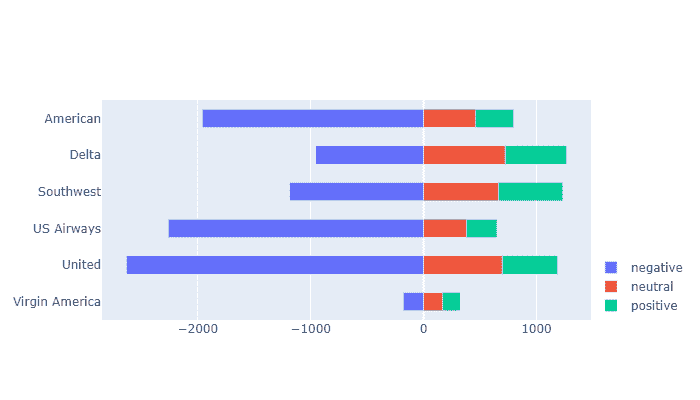 American
Delta
Southwest
US Airways
United
Virgin America
−2000
−1000
0
1000
negative
neutral
positive